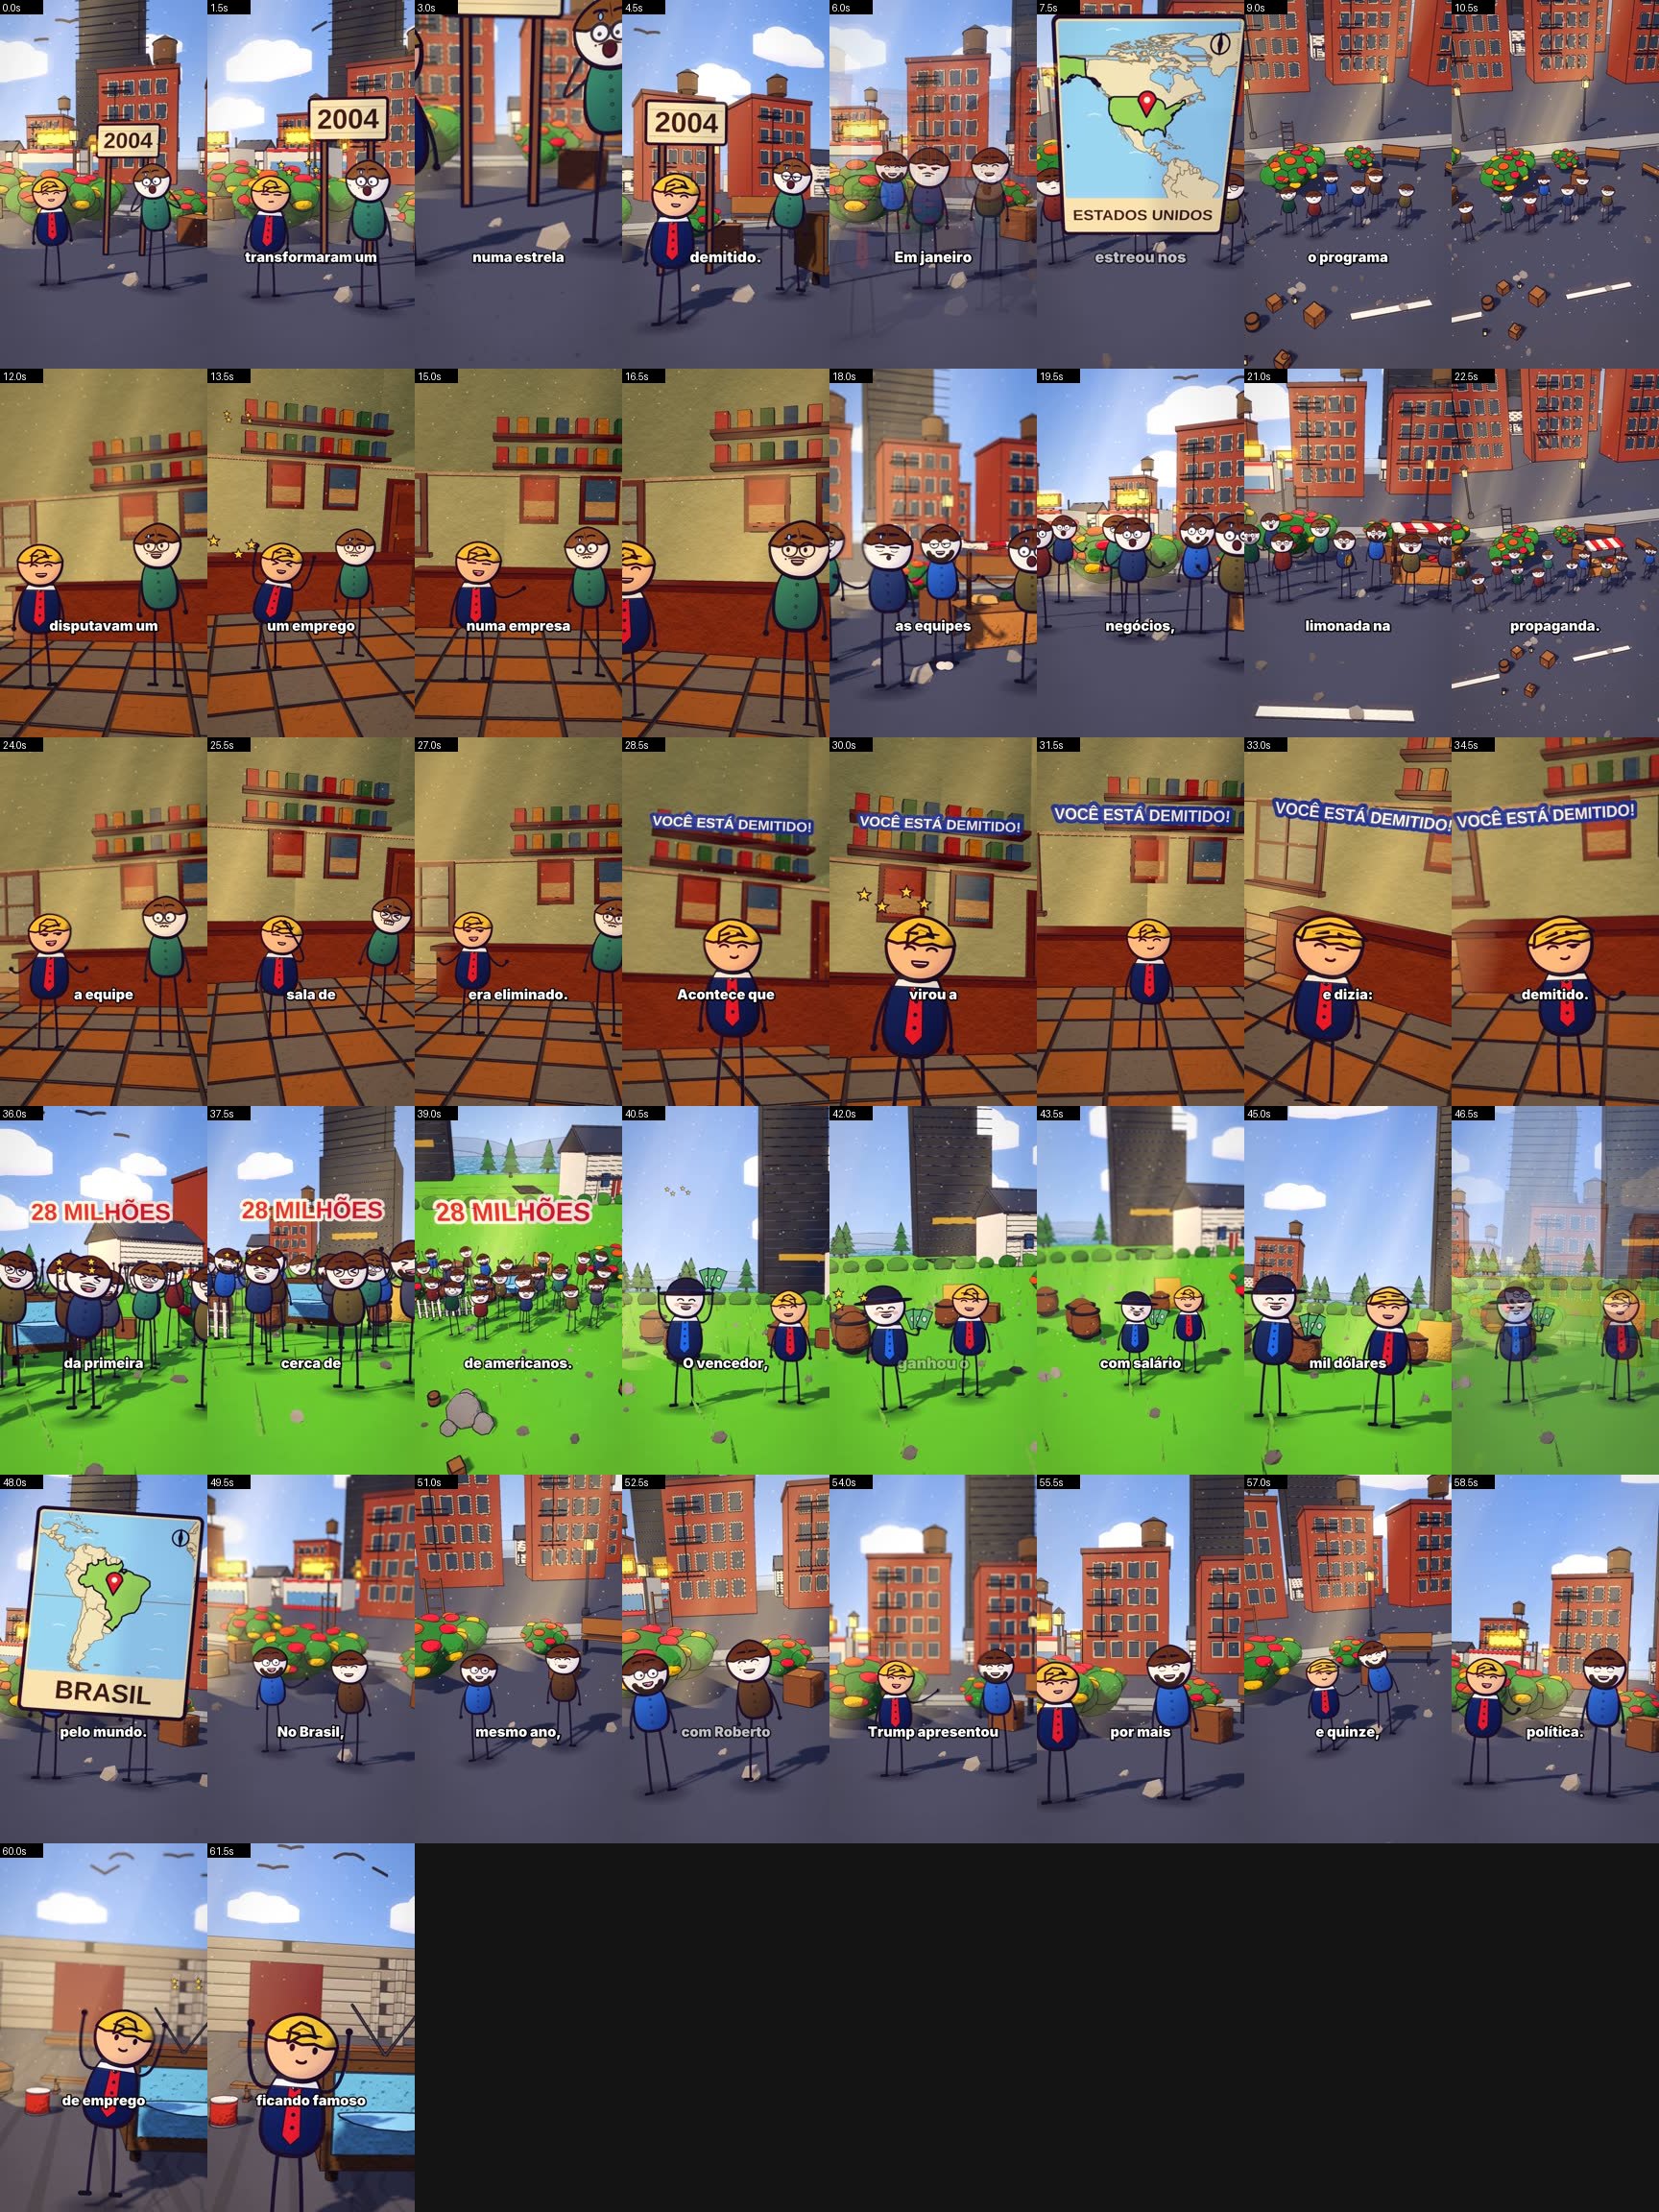 0.0s
1.5s
3.0s
4.5s
6.0s
7.5s
9.0s
10.5s
2004
2004
2004
ESTADOS UNIDOS
transformaram um
numa estrela
demitido.
Em janeiro
estreou nos
o programa
12.0s
13.5s
15.0s
16.5s
18.0s
19.5s
21.0s
22.5s
disputavam um
um emprego
numa empresa
as equipes
negócios,
limonada na
propaganda.
24.0s
25.5s
27.0s
28.5s
30.0s
31.5s
33.0s
34.5s
VOCÊ ESTÁ DEMITIDO!
VOCÊ ESTÁ DEMITIDO!
VOCÊ ESTÁ DEMITIDO!
VOCÊ ESTÁ DEMITIDO!
VOCÊ ESTÁ DEMITIDO!
a equipe
sala de
era eliminado.
Acontece que
virou a
e dizia:
demitido.
36.0s
37.5s
39.0s
40.5s
42.0s
43.5s
45.0s
46.5s
28 MILHÕES
28 MILHÕES
28 MILHÕES
da primeira
cerca de
de americanos.
O vencedor,
ganhou o
com salário
mil dólares
48.0s
49.5s
51.0s
52.5s
54.0s
55.5s
57.0s
58.5s
BRASIL
pelo mundo.
No Brasil,
mesmo ano,
com Roberto
Trump apresentou
por mais
e quinze,
política.
60.0s
61.5s
de emprego
ficando famoso